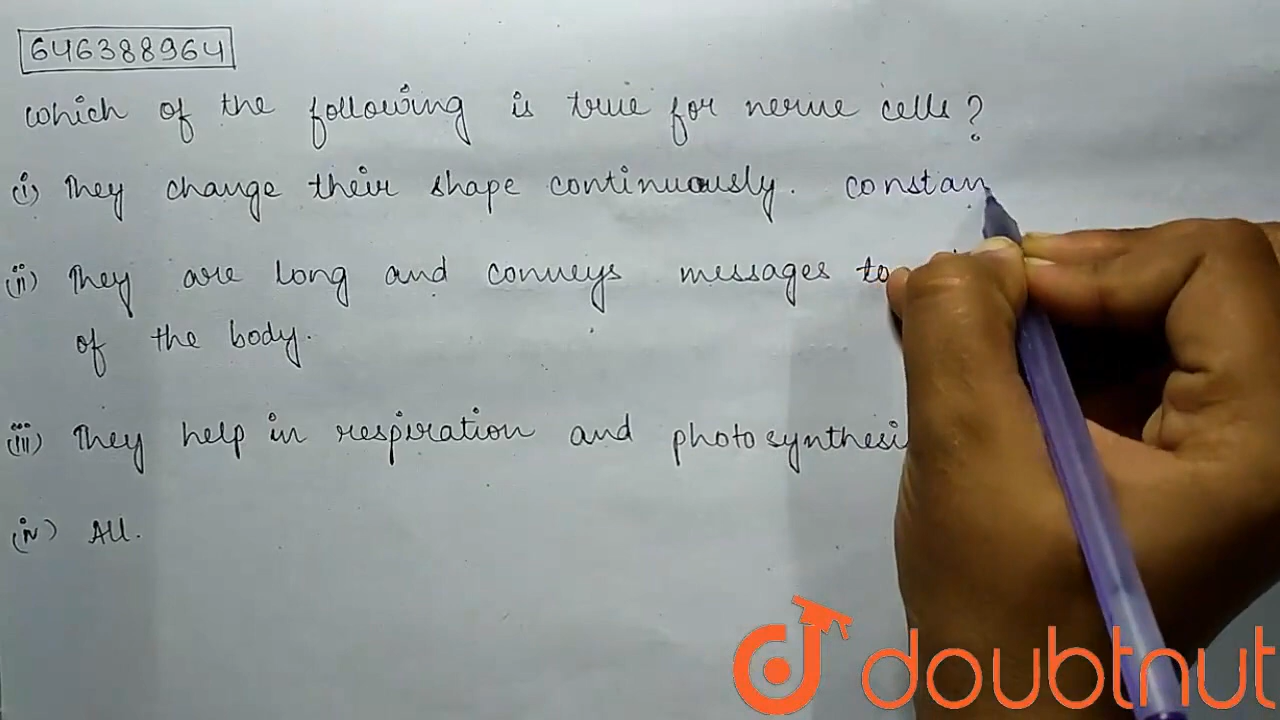 646388964
Which of the following is true for nerve cells?
(i) They change their shape continuously. constan
(ii) They are long and conveys messages to
of the body.
(iii) They help in respiration and photosynthesi
(iv) All.
doubtnut